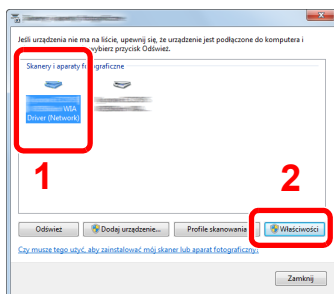 Jeśli urządzenia nie ma na liście, upewnij się, że urządzenie jest podłączone do komputera i
wybierz przycisk Odśwież.
Skanery i aparaty fotograficzne
WIA
Driver (Network)
1
2
Odśwież
Dodaj urządzenie...
Profile skanowania
Właściwości
Czy muszę tego użyć, aby zainstalować mój skaner lub aparat fotograficzny?
Zamknij